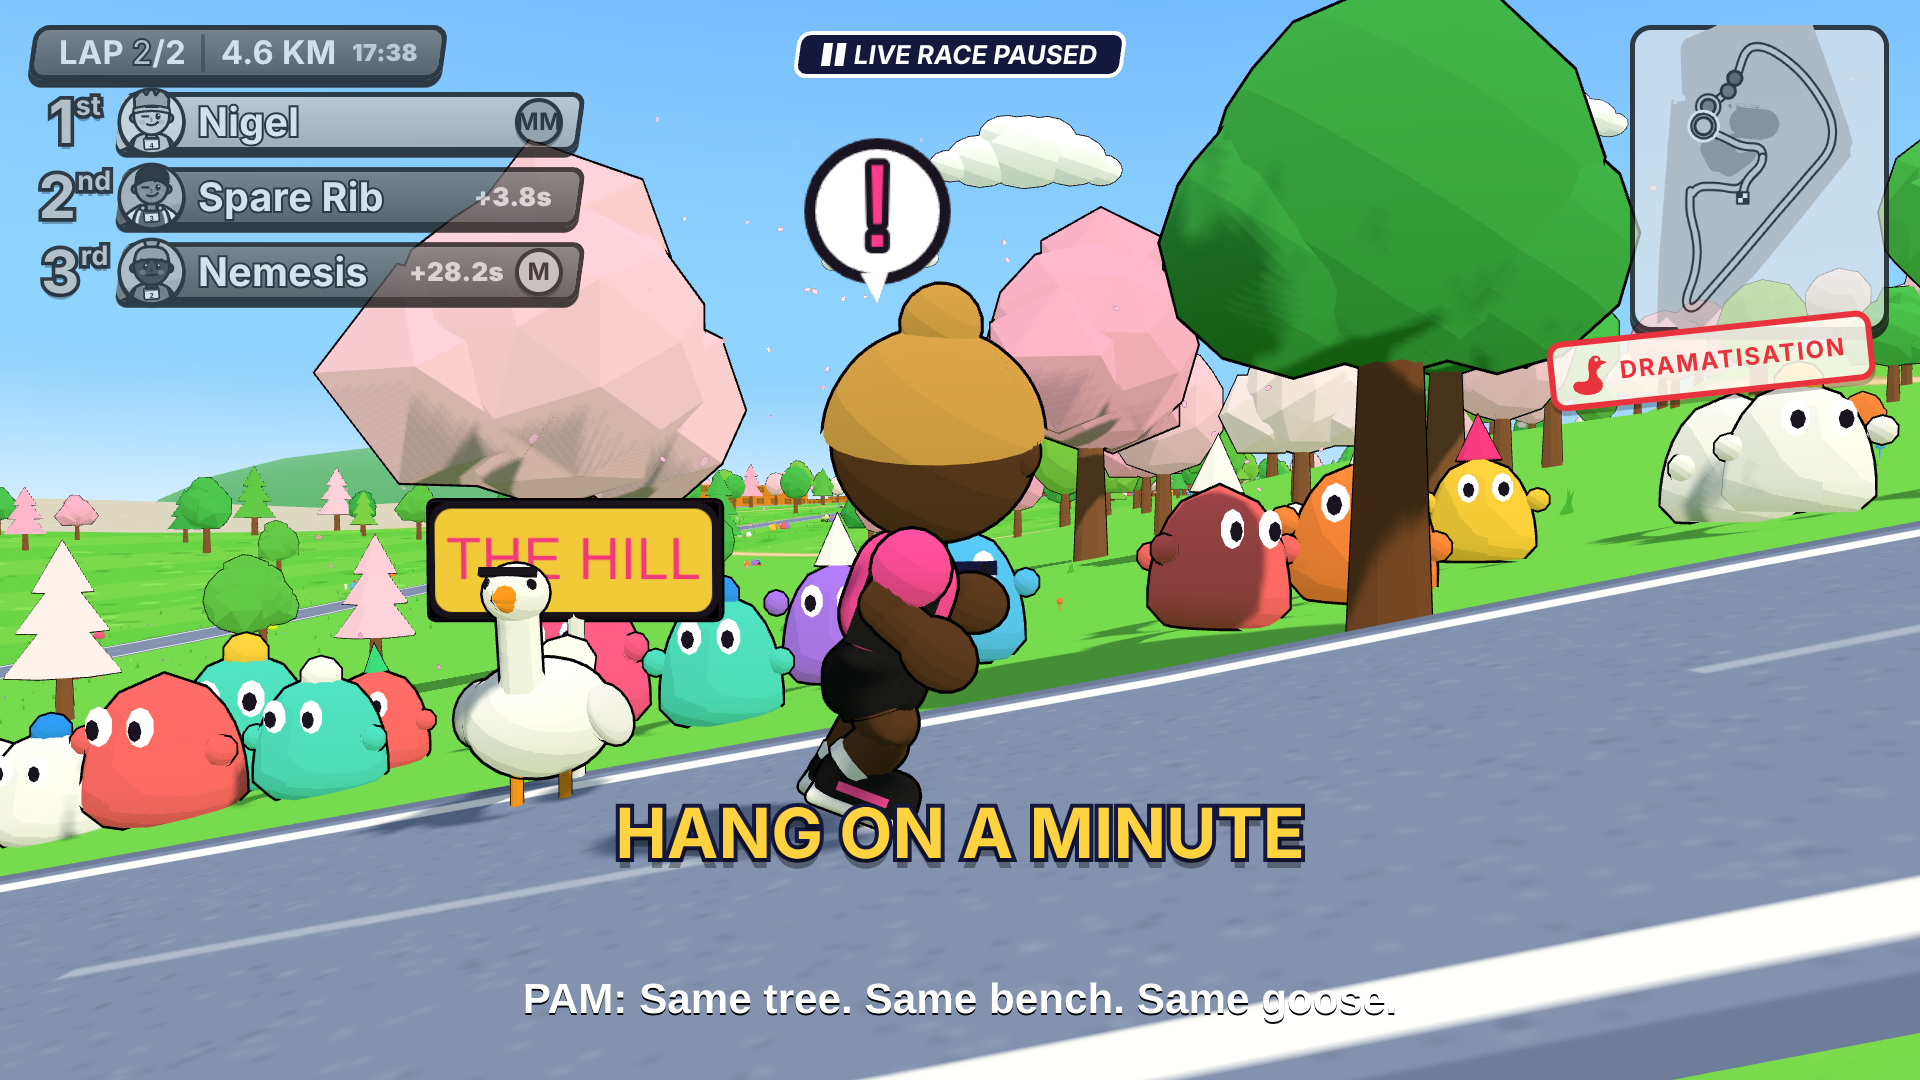 LAP 2/2 4.6 KM 17:38
LIVE RACE PAUSED
1st Nigel MM
2nd Spare Rib +3.8s
3rd Nemesis +28.2s M
DRAMATISATION
THE HILL
HANG ON A MINUTE
PAM: Same tree. Same bench. Same goose.